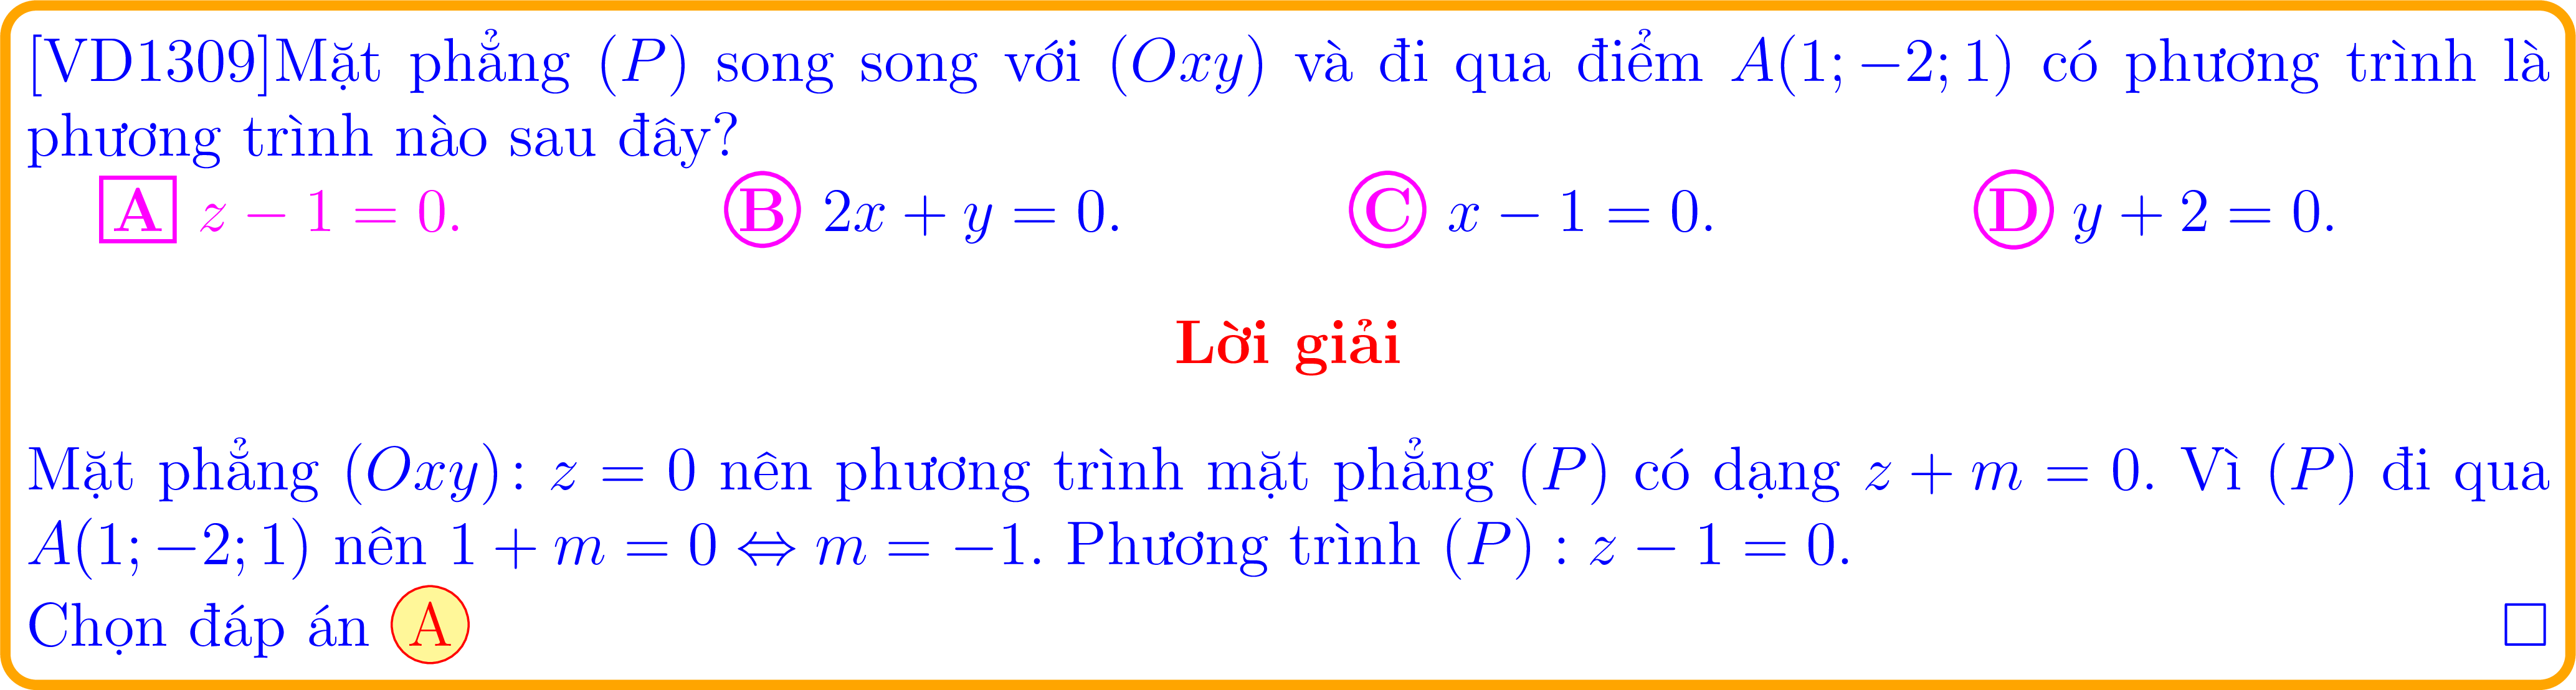 [VD1309]Mặt phẳng (P) song song với (Oxy) và đi qua điểm A(1; −2; 1) có phương trình là
phương trình nào sau đây?
A z − 1 = 0. B 2x + y = 0. C x − 1 = 0. D y + 2 = 0.
Lời giải
Mặt phẳng (Oxy): z = 0 nên phương trình mặt phẳng (P) có dạng z + m = 0. Vì (P) đi qua
A(1; −2; 1) nên 1 + m = 0 ⇔ m = −1. Phương trình (P) : z − 1 = 0.
Chọn đáp án A □